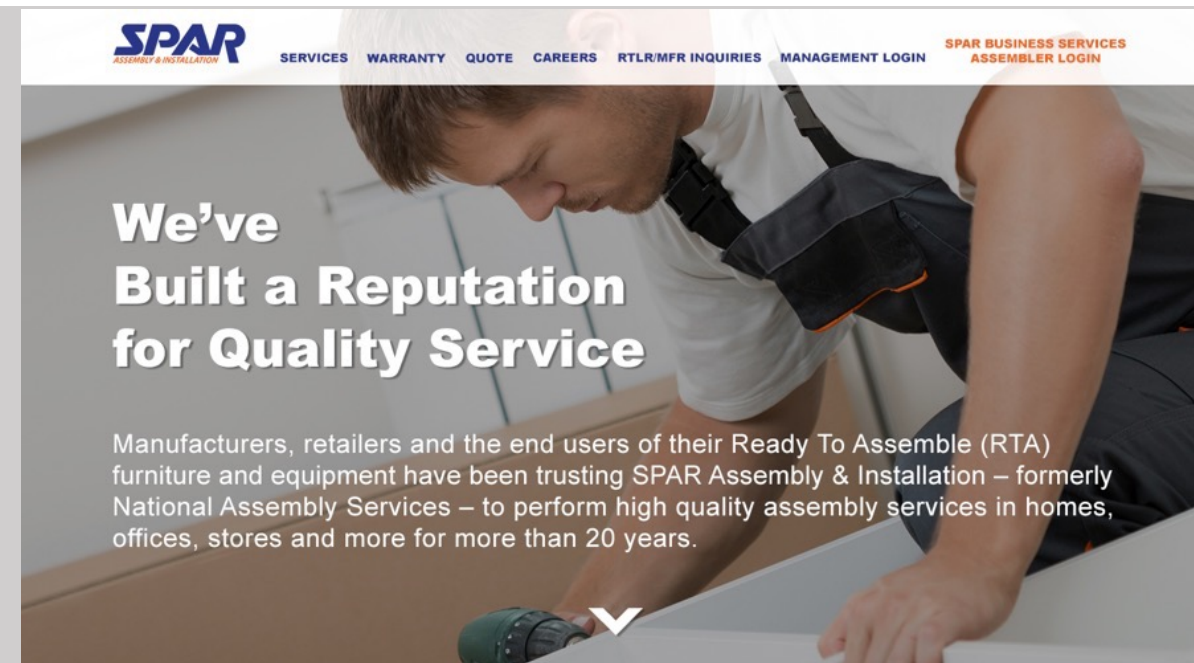 SPAR
ASSEMBLY & INSTALLATION
SERVICES WARRANTY QUOTE CAREERS RTLR/MFR INQUIRIES MANAGEMENT LOGIN
SPAR BUSINESS SERVICES
ASSEMBLER LOGIN
We’ve
Built a Reputation
for Quality Service
Manufacturers, retailers and the end users of their Ready To Assemble (RTA)
furniture and equipment have been trusting SPAR Assembly & Installation – formerly
National Assembly Services – to perform high quality assembly services in homes,
offices, stores and more for more than 20 years.